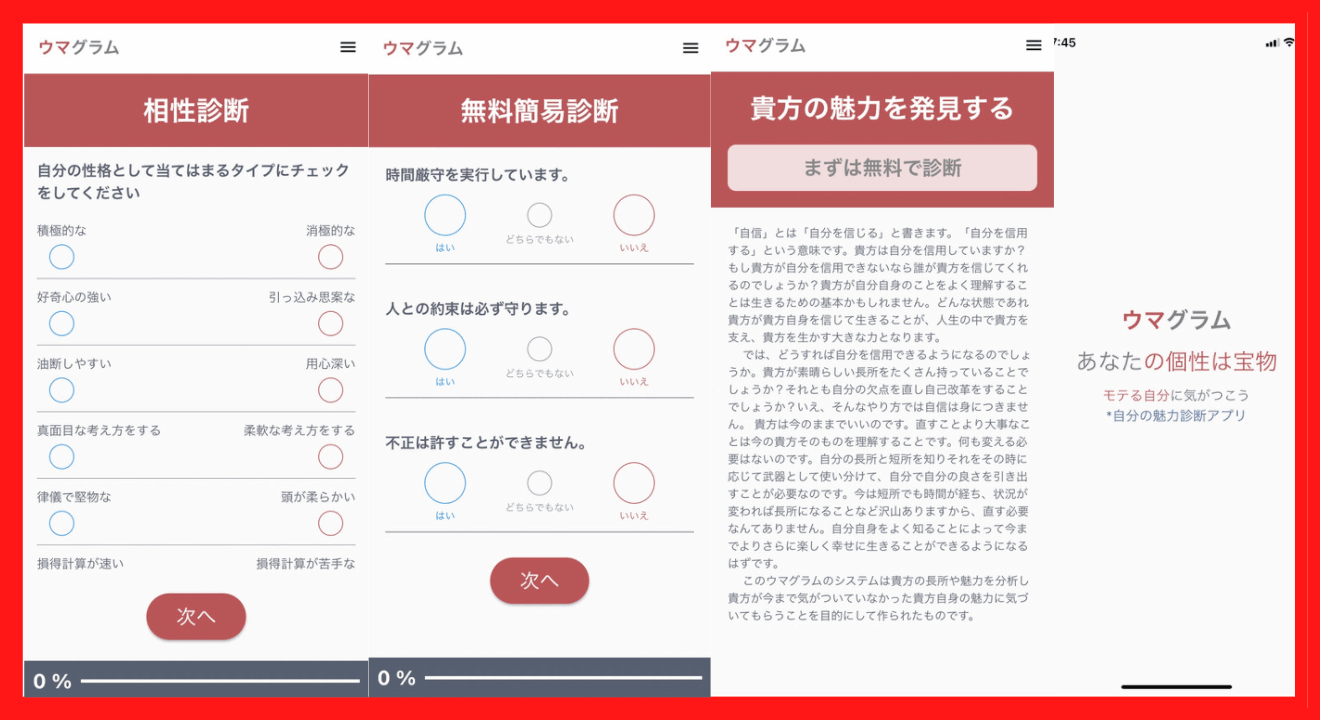 ウマグラム
相性診断
自分の性格として当てはまるタイプにチェック
をしてください
積極的な 消極的な
好奇心の強い 引っ込み思案な
油断しやすい 用心深い
真面目な考え方をする 柔軟な考え方をする
律儀で堅物な 頭が柔らかい
損得計算が速い 損得計算が苦手な
次へ
0 %
ウマグラム
無料簡易診断
時間厳守を実行しています。
はい どちらでもない いいえ
人との約束は必ず守ります。
はい どちらでもない いいえ
不正は許すことができません。
はい どちらでもない いいえ
次へ
0 %
ウマグラム
貴方の魅力を発見する
まずは無料で診断
「自信」とは「自分を信じる」と書きます。「自分を信用
する」という意味です。貴方は自分を信用していますか？
もし貴方が自分を信用できないなら誰が貴方を信じてくれ
るのでしょうか？貴方が自分自身のことをよく理解するこ
とは生きるための基本かもしれません。どんな状態であれ
貴方が貴方自身を信じて生きることが、人生の中で貴方を
支え、貴方を生かす大きな力となります。
では、どうすれば自分を信用できるようになるのでしょ
うか。貴方が素晴らしい長所をたくさん持っていることで
しょうか？それとも自分の欠点を直し自己改革をすること
でしょうか？いえ、そんなやり方では自信は身につきませ
ん。 貴方は今のままでいいのです。直すことより大事なこ
とは今の貴方そのものを理解することです。何も変える必
要はないのです。自分の長所と短所を知りそれをその時に
応じて武器として使い分けて、自分で自分の良さを引き出
すことが必要なのです。今は短所でも時間が経ち、状況が
変われば長所になることなど沢山ありますから、直す必要
なんてありません。自分自身をよく知ることによって今ま
でよりさらに楽しく幸せに生きることができるようになる
はずです。
このウマグラムのシステムは貴方の長所や魅力を分析し
貴方が今まで気がついていなかった貴方自身の魅力に気づ
いてもらうことを目的にして作られたものです。
7:45
ウマグラム
あなたの個性は宝物
モテる自分に気がつこう
*自分の魅力診断アプリ